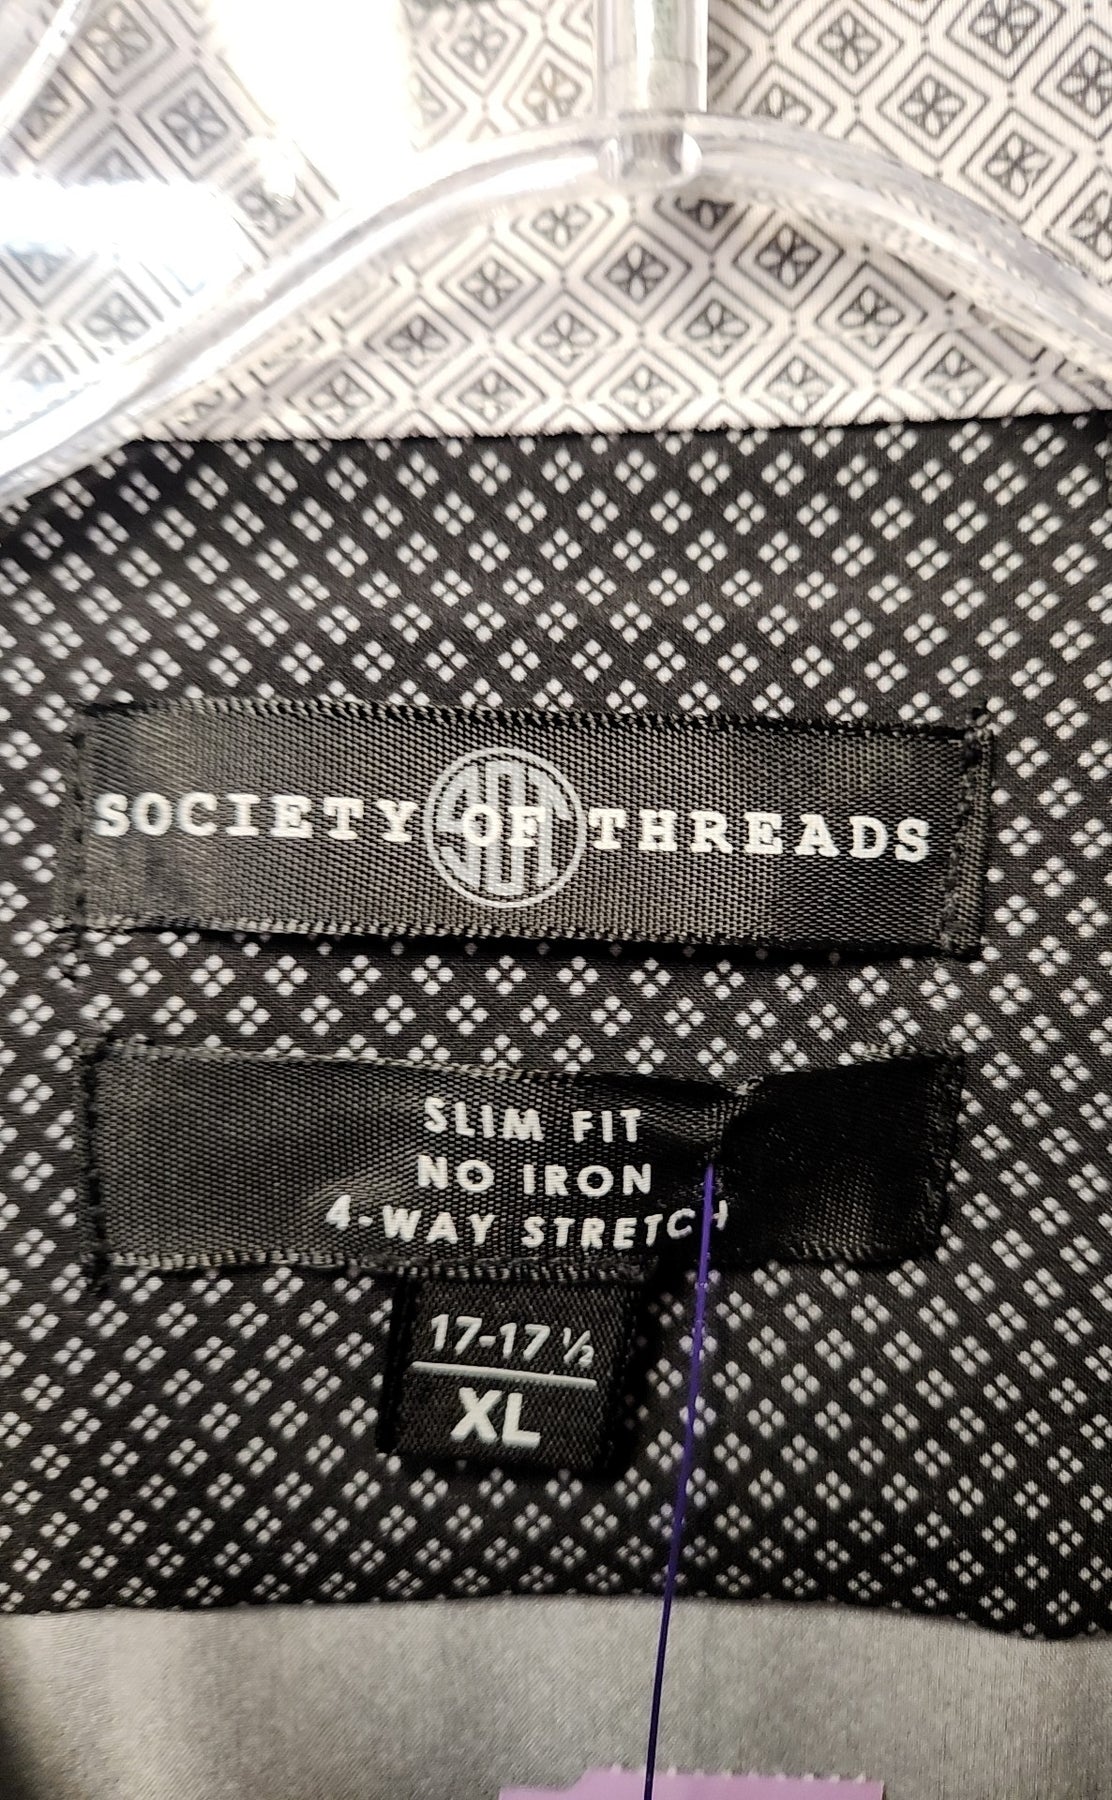 SOCIETY OF THREADS
SLIM FIT
NO IRON
4-WAY STRETCH
17-17 ½
XL